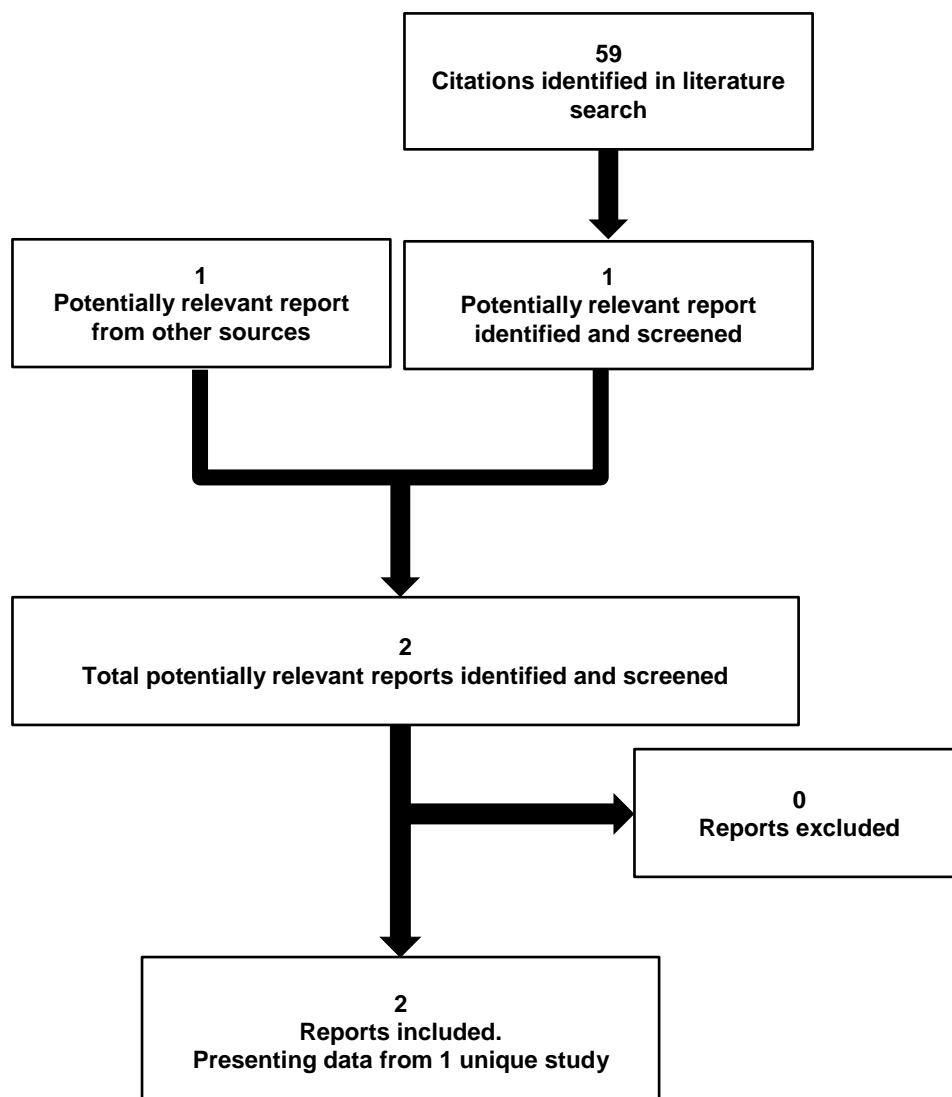 59
Citations identified in literature
search
1
Potentially relevant report
from other sources
1
Potentially relevant report
identified and screened
2
Total potentially relevant reports identified and screened
0
Reports excluded
2
Reports included.
Presenting data from 1 unique study